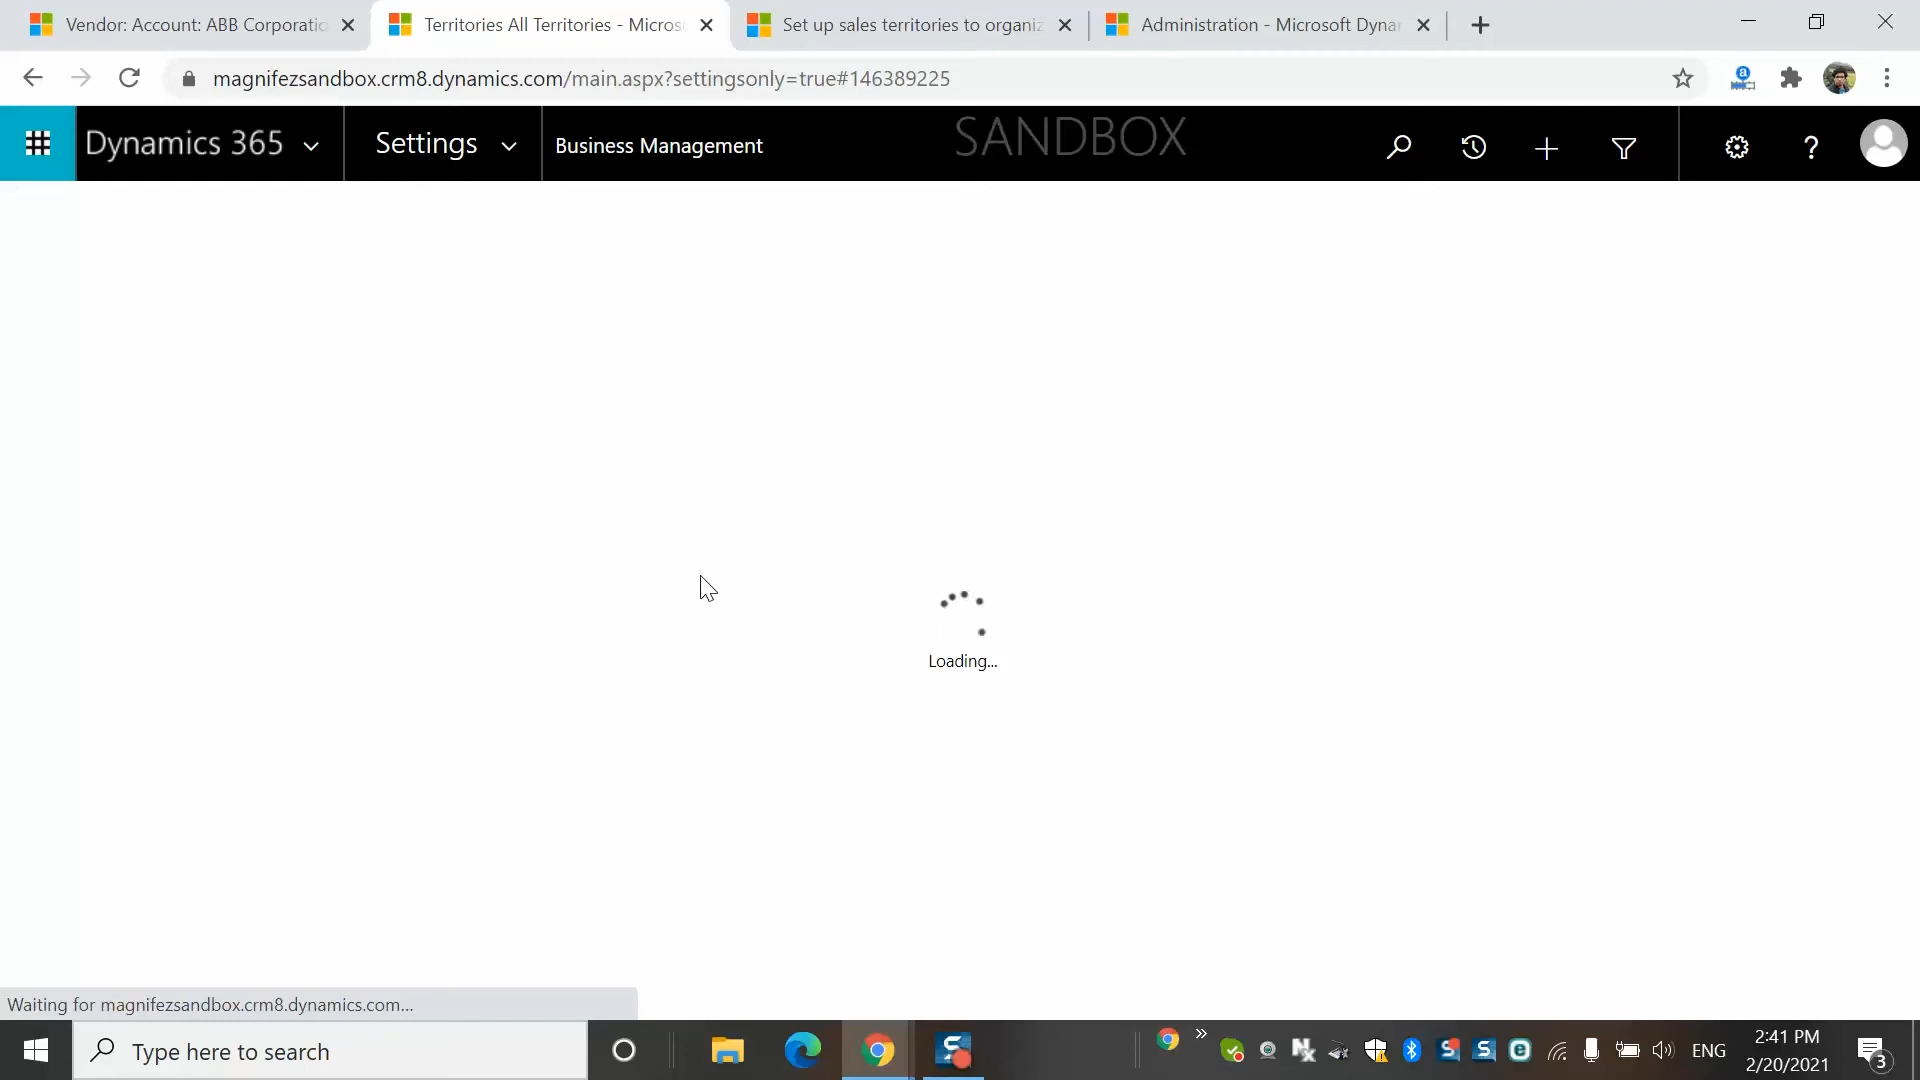 Vendor: Account: ABB Corporatio
Territories All Territories - Micros
Set up sales territories to organiz
Administration - Microsoft Dynar
magnifezsandbox.crm8.dynamics.com/main.aspx?settingsonly=true#146389225
Dynamics 365
Settings
Business Management
SANDBOX
Loading...
Waiting for magnifezsandbox.crm8.dynamics.com...
Type here to search
ENG
2:41 PM
2/20/2021
3